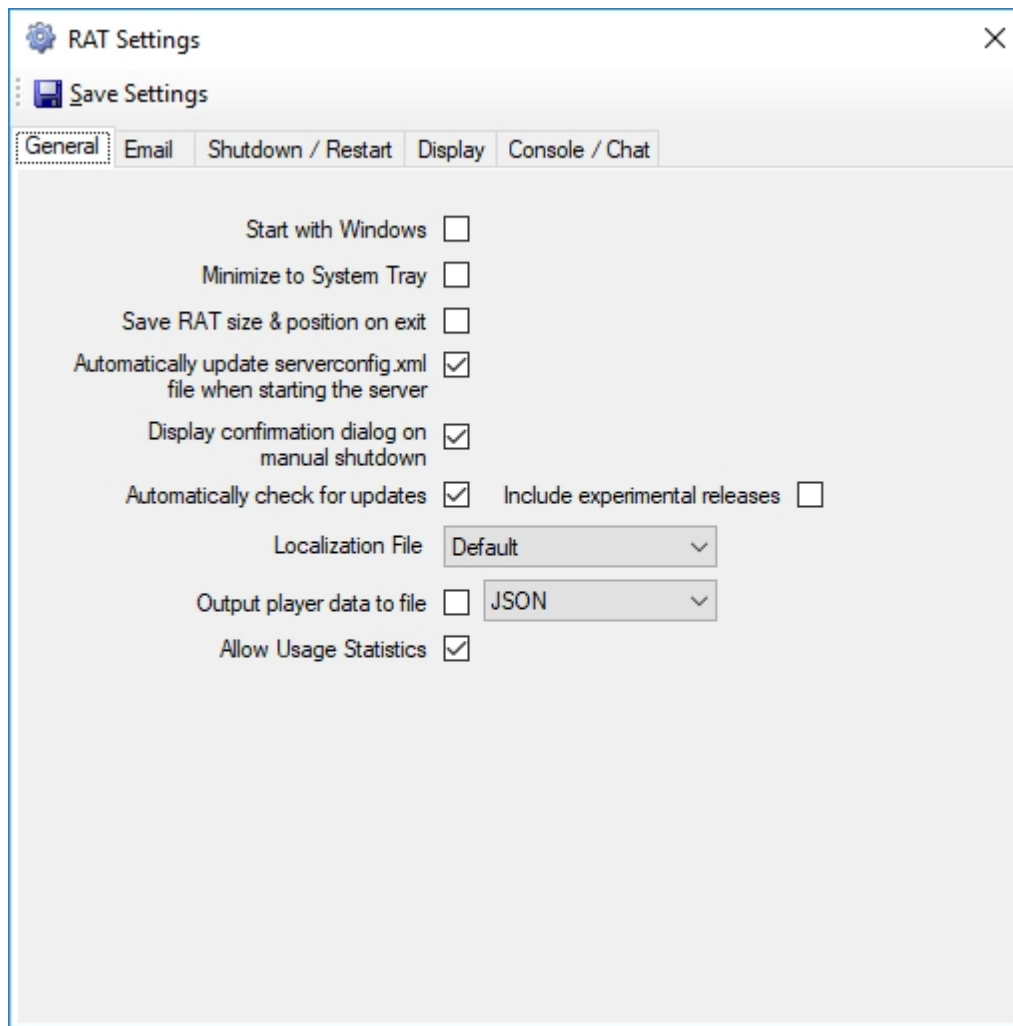 RAT Settings
Save Settings
General Email Shutdown / Restart Display Console / Chat
Start with Windows
Minimize to System Tray
Save RAT size & position on exit
Automatically update serverconfig.xml
file when starting the server
Display confirmation dialog on
manual shutdown
Automatically check for updates Include experimental releases
Localization File Default
Output player data to file JSON
Allow Usage Statistics